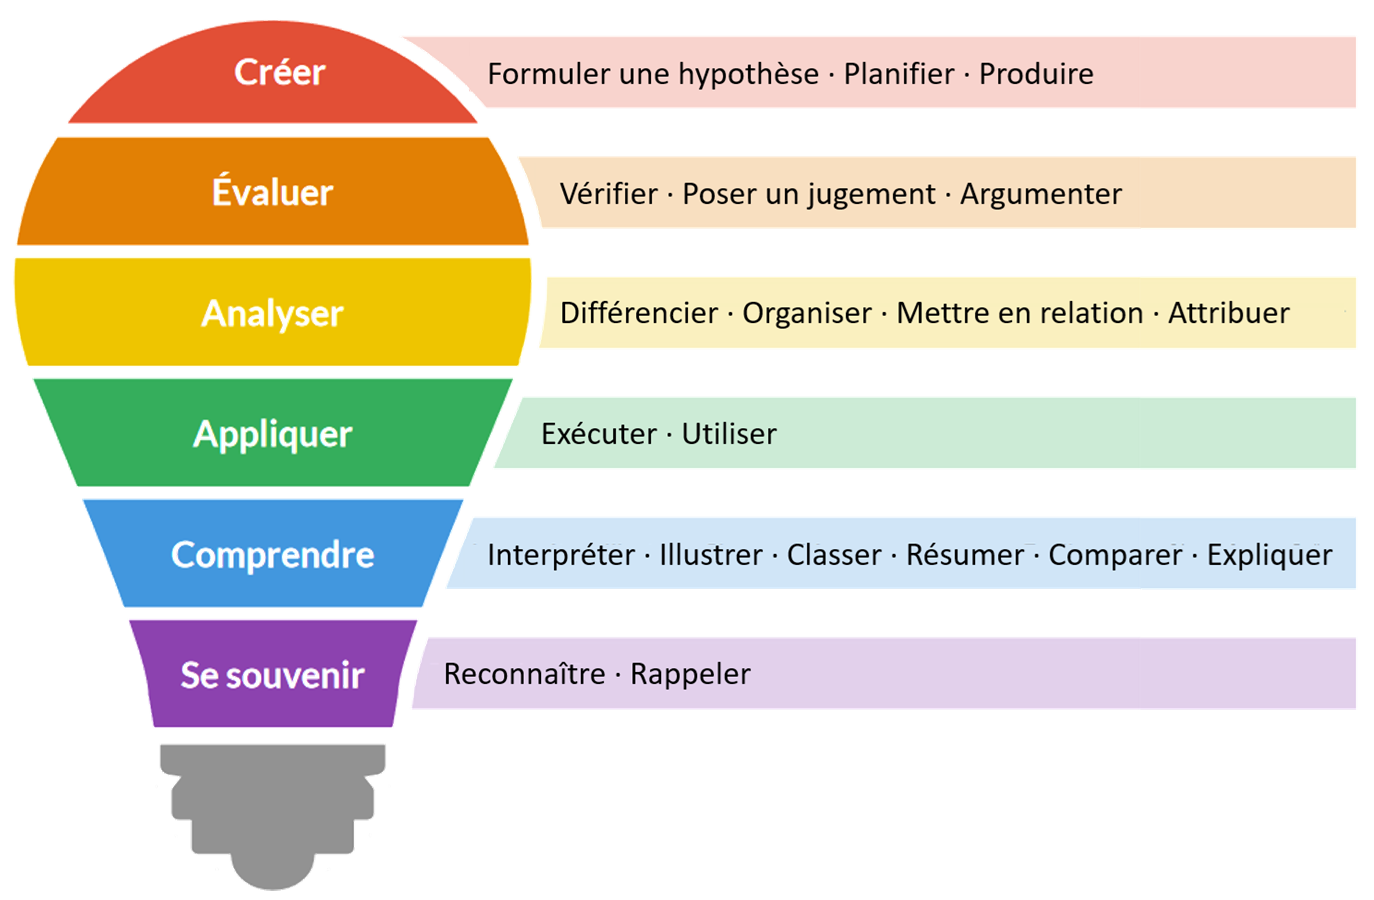 Créer
Formuler une hypothèse · Planifier · Produire
Évaluer
Vérifier · Poser un jugement · Argumenter
Analyser
Différencier · Organiser · Mettre en relation · Attribuer
Appliquer
Exécuter · Utiliser
Comprendre
Interpréter · Illustrer · Classer · Résumer · Comparer · Expliquer
Se souvenir
Reconnaître · Rappeler